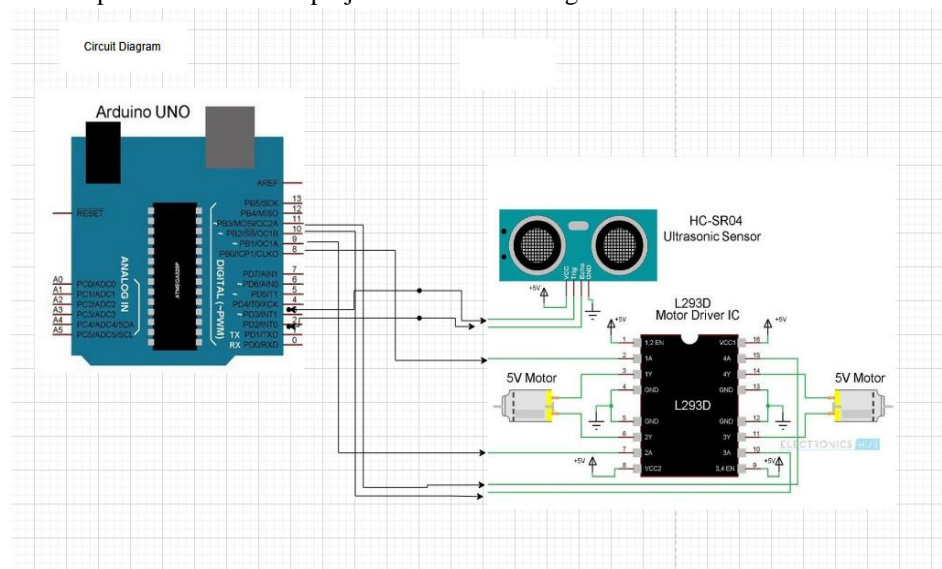 Circuit Diagram
Arduino UNO
AREF
RESET
PB5/SCK 13
PB4/MISO 12
~PB3/MOSI/OC2A 11
~ PB2/SS/OC1B 10
~ PB1/OC1A 9
PB0/ICP1/CLKO 8
PD7/AIN1 7
~PD6/AIN0 6
~ PD5/T1 5
PD4/T0/XCK 4
~PD3/INT1
PD2/INT0 2
TX PD1/TXD
RX PD0/RXD 0
ATMEGA328P
DIGITAL (~PWM)
ANALOG IN
A0 PC0/ADC0
A1 PC1/ADC1
A2 PC2/ADC2
A3 PC3/ADC3
A4 PC4/ADC4/SDA
A5 PC5/ADC5/SCL
HC-SR04
Ultrasonic Sensor
VCC
Trig
Echo
GND
+5V
L293D
Motor Driver IC
+5V
+5V
1 1,2 EN VCC1 16
2 1A 4A 15
3 1Y 4Y 14
4 GND GND 13
L293D
5 GND GND 12
6 2Y 3Y 11
7 2A 3A 10
8 VCC2 3,4 EN 9
+5V
+5V
5V Motor
5V Motor
ELECTRONICS HUB